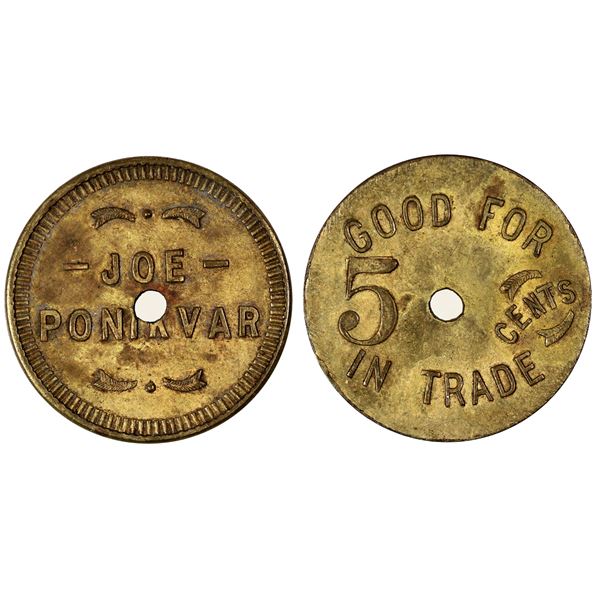 - JOE -
PONIKVAR
GOOD FOR
5 CENTS
IN TRADE